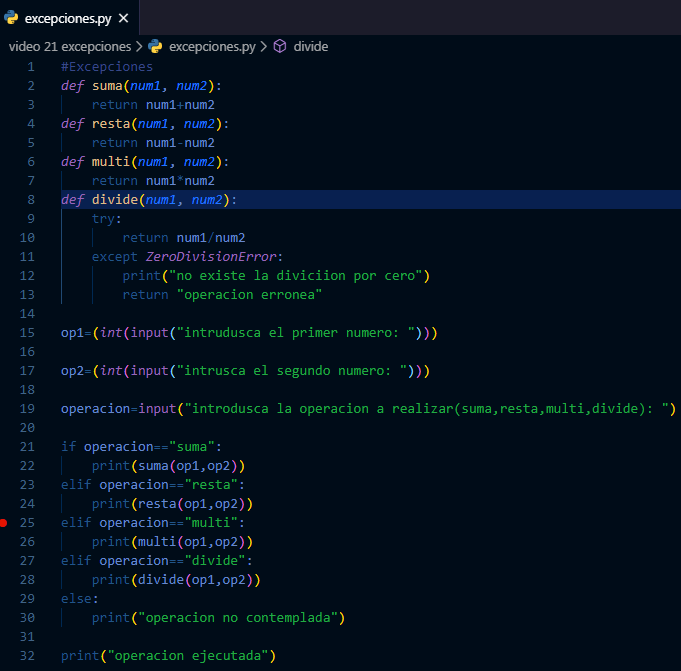 excepciones.py
video 21 excepciones > excepciones.py > divide
1 #Excepciones
2 def suma(num1, num2):
3     return num1+num2
4 def resta(num1, num2):
5     return num1-num2
6 def multi(num1, num2):
7     return num1*num2
8 def divide(num1, num2):
9     try:
10         return num1/num2
11     except ZeroDivisionError:
12         print("no existe la diviciion por cero")
13         return "operacion erronea"
14
15 op1=(int(input("intrudusca el primer numero: ")))
16
17 op2=(int(input("intrusca el segundo numero: ")))
18
19 operacion=input("introdusca la operacion a realizar(suma,resta,multi,divide): ")
20
21 if operacion=="suma":
22     print(suma(op1,op2))
23 elif operacion=="resta":
24     print(resta(op1,op2))
25 elif operacion=="multi":
26     print(multi(op1,op2))
27 elif operacion=="divide":
28     print(divide(op1,op2))
29 else:
30     print("operacion no contemplada")
31
32 print("operacion ejecutada")